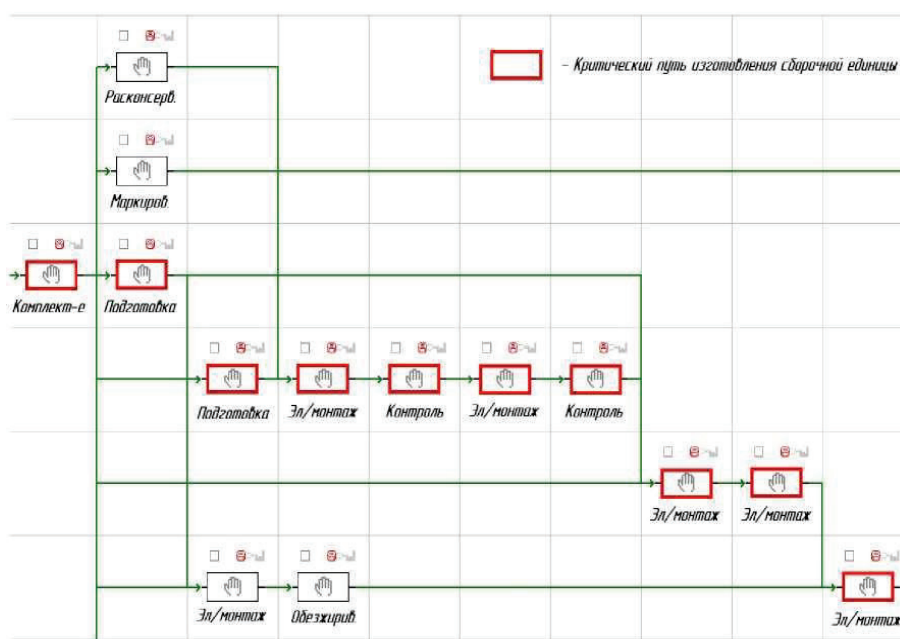 – Критический путь изготовления сборочной единицы
Расконсерв.
Маркиров.
Комплект-е
Подготовка
Подготовка
Эл/монтаж
Контроль
Эл/монтаж
Контроль
Эл/монтаж
Эл/монтаж
Эл/монтаж
Обезжирив.
Эл/монтаж